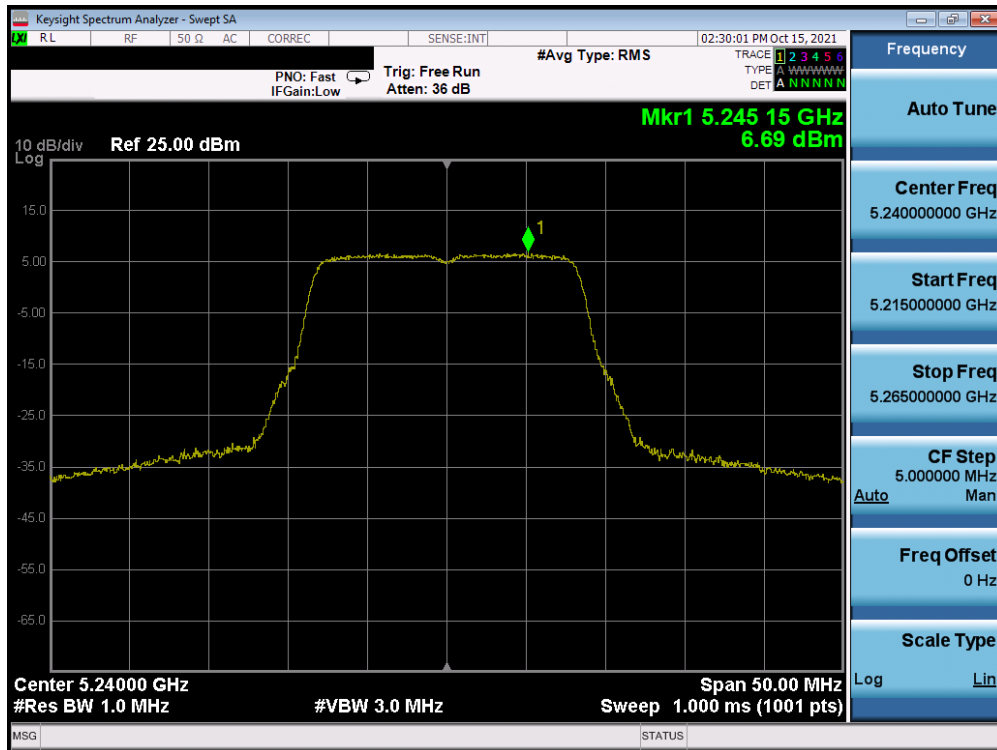 Keysight Spectrum Analyzer - Swept SA
LXI RL RF 50 Ω AC CORREC SENSE:INT 02:30:01 PM Oct 15, 2021
#Avg Type: RMS TRACE 1 2 3 4 5 6
PNO: Fast Trig: Free Run TYPE A WWWWWW
IFGain:Low Atten: 36 dB DET A N N N N N
Mkr1 5.245 15 GHz
6.69 dBm
10 dB/div Ref 25.00 dBm
Log
15.0
1
5.00
-5.00
-15.0
-25.0
-35.0
-45.0
-55.0
-65.0
Center 5.24000 GHz Span 50.00 MHz
#Res BW 1.0 MHz #VBW 3.0 MHz Sweep 1.000 ms (1001 pts)
MSG STATUS
Frequency
Auto Tune
Center Freq
5.240000000 GHz
Start Freq
5.215000000 GHz
Stop Freq
5.265000000 GHz
CF Step
5.000000 MHz
Auto Man
Freq Offset
0 Hz
Scale Type
Log Lin